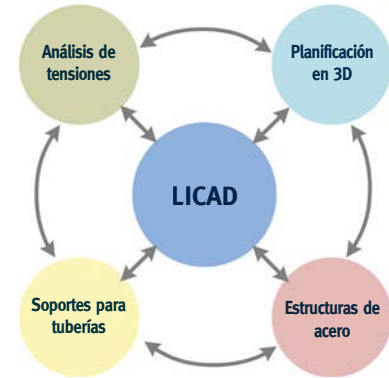 Análisis de
tensiones
Planificación
en 3D
LICAD
Soportes para
tuberías
Estructuras de
acero